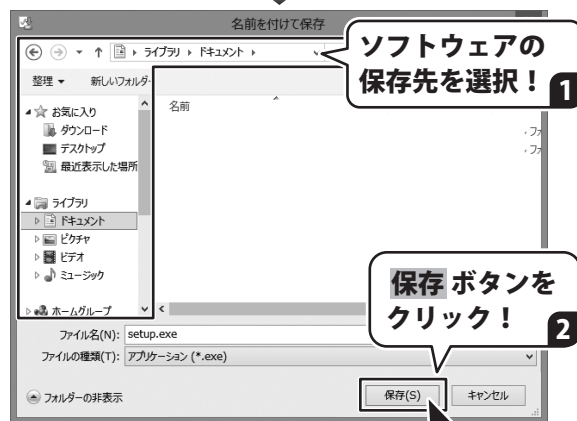 名前を付けて保存
ライブラリ ドキュメント
ソフトウェアの
保存先を選択！
1
整理 新しいフォルダ
お気に入り
名前
ダウンロード
デスクトップ
最近表示した場所
ライブラリ
ドキュメント
ピクチャ
ビデオ
ミュージック
ホームグループ
保存 ボタンを
クリック！
2
ファイル名(N): setup.exe
ファイルの種類(T): アプリケーション (*.exe)
フォルダーの非表示
保存(S)
キャンセル